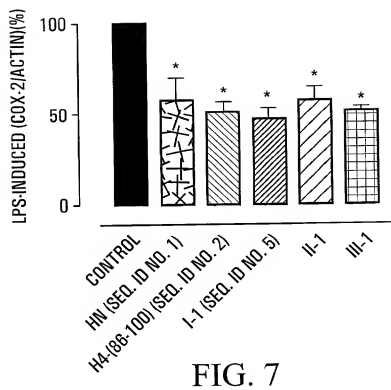 LPS-INDUCED (COX-2/ACTIN)(%)
100
50
0
* * * * *
CONTROL
HN (SEQ. ID NO. 1)
H4-(86-100) (SEQ. ID NO. 2)
I-1 (SEQ. ID NO. 5)
II-1
III-1
FIG. 7